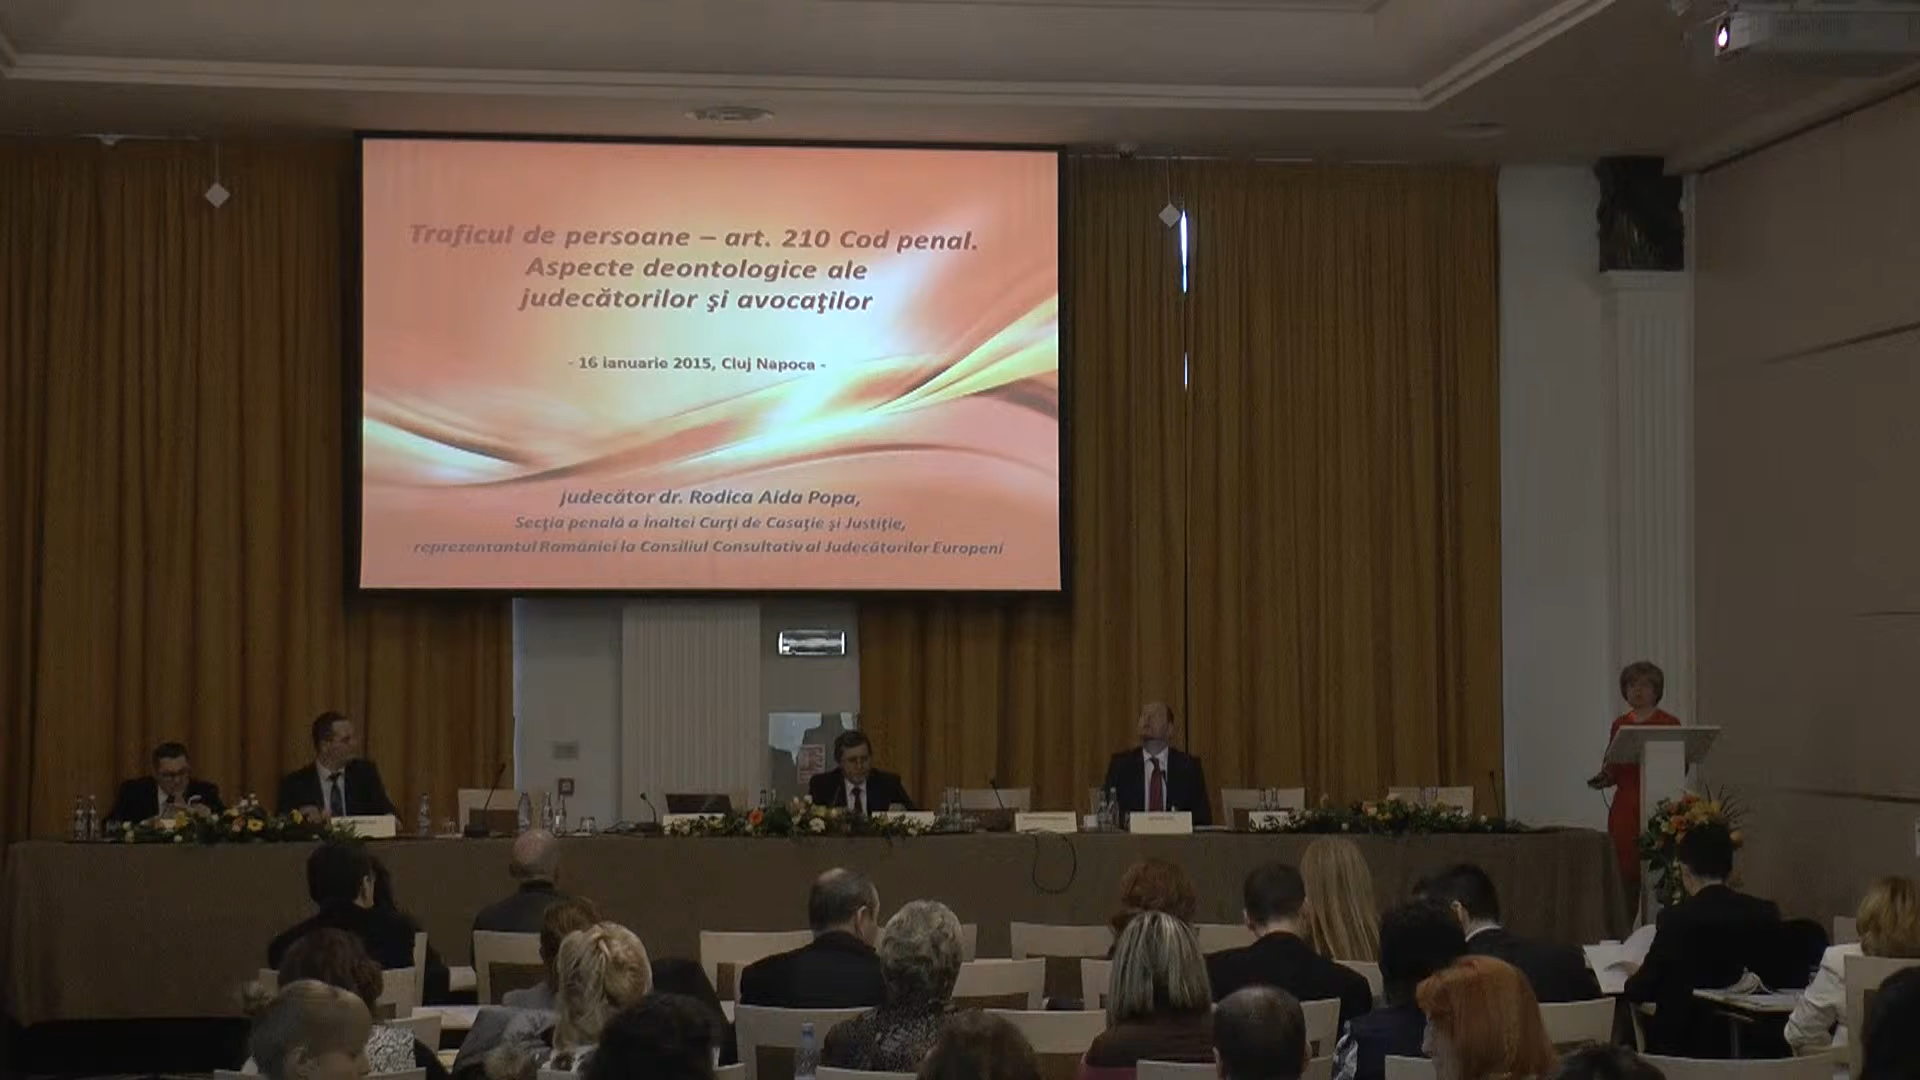 Traficul de persoane – art. 210 Cod penal.
Aspecte deontologice ale
judecătorilor şi avocaţilor
- 16 ianuarie 2015, Cluj Napoca -
judecător dr. Rodica Aida Popa,
Secţia penală a Înaltei Curţi de Casaţie şi Justiţie,
reprezentantul României la Consiliul Consultativ al Judecătorilor Europeni